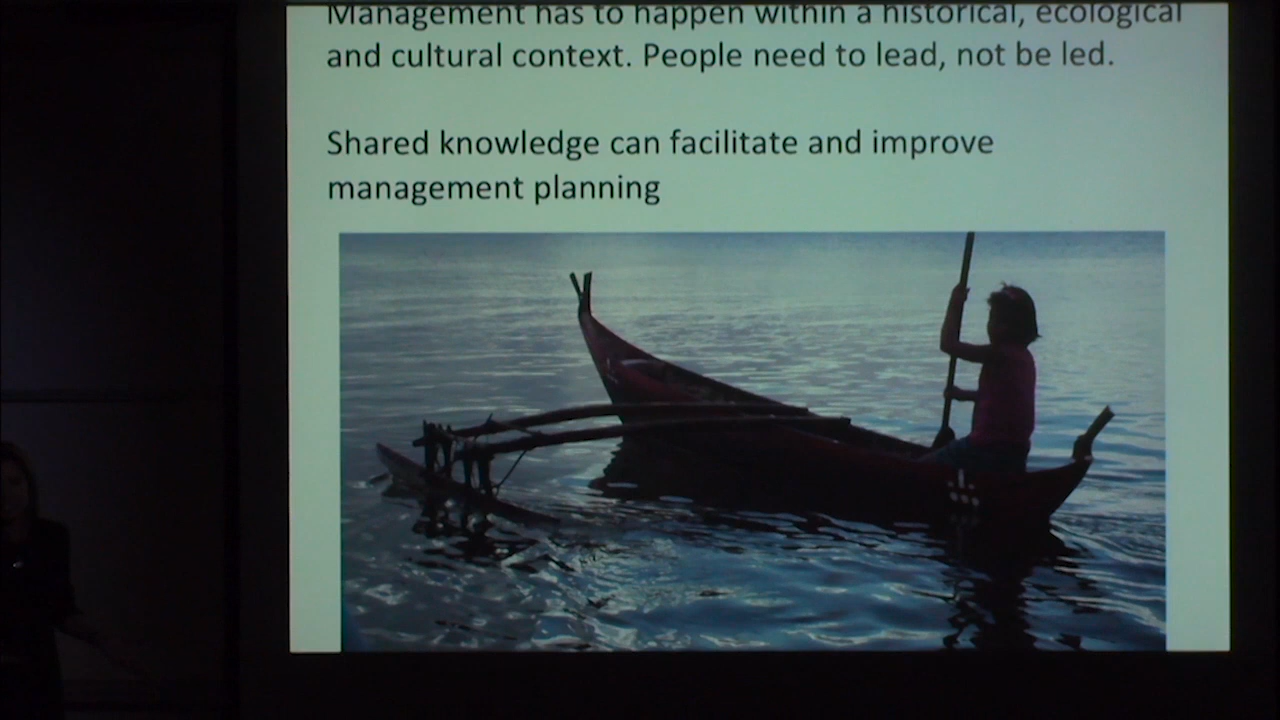 Management has to happen within a historical, ecological
and cultural context. People need to lead, not be led.
Shared knowledge can facilitate and improve
management planning